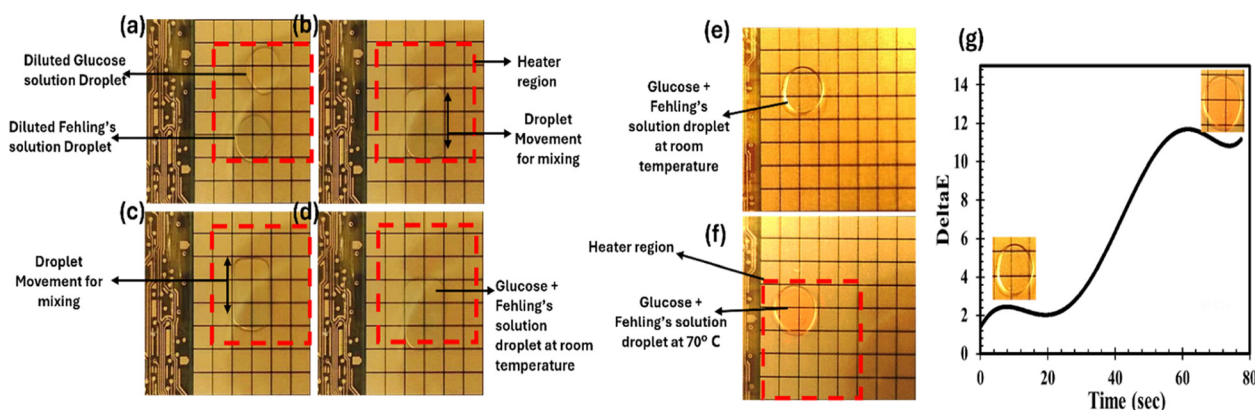 (a)
Diluted Glucose
solution Droplet
Diluted Fehling's
solution Droplet
(b)
Heater
region
Droplet
Movement
for mixing
(c)
Droplet
Movement for
mixing
(d)
Glucose +
Fehling's
solution
droplet at room
temperature
(e)
Glucose +
Fehling's
solution droplet
at room
temperature
(f)
Heater region
Glucose +
Fehling's solution
droplet at 70⁰ C
(g)
DeltaE
14
12
10
8
6
4
2
0
0
20
40
60
80
Time (sec)